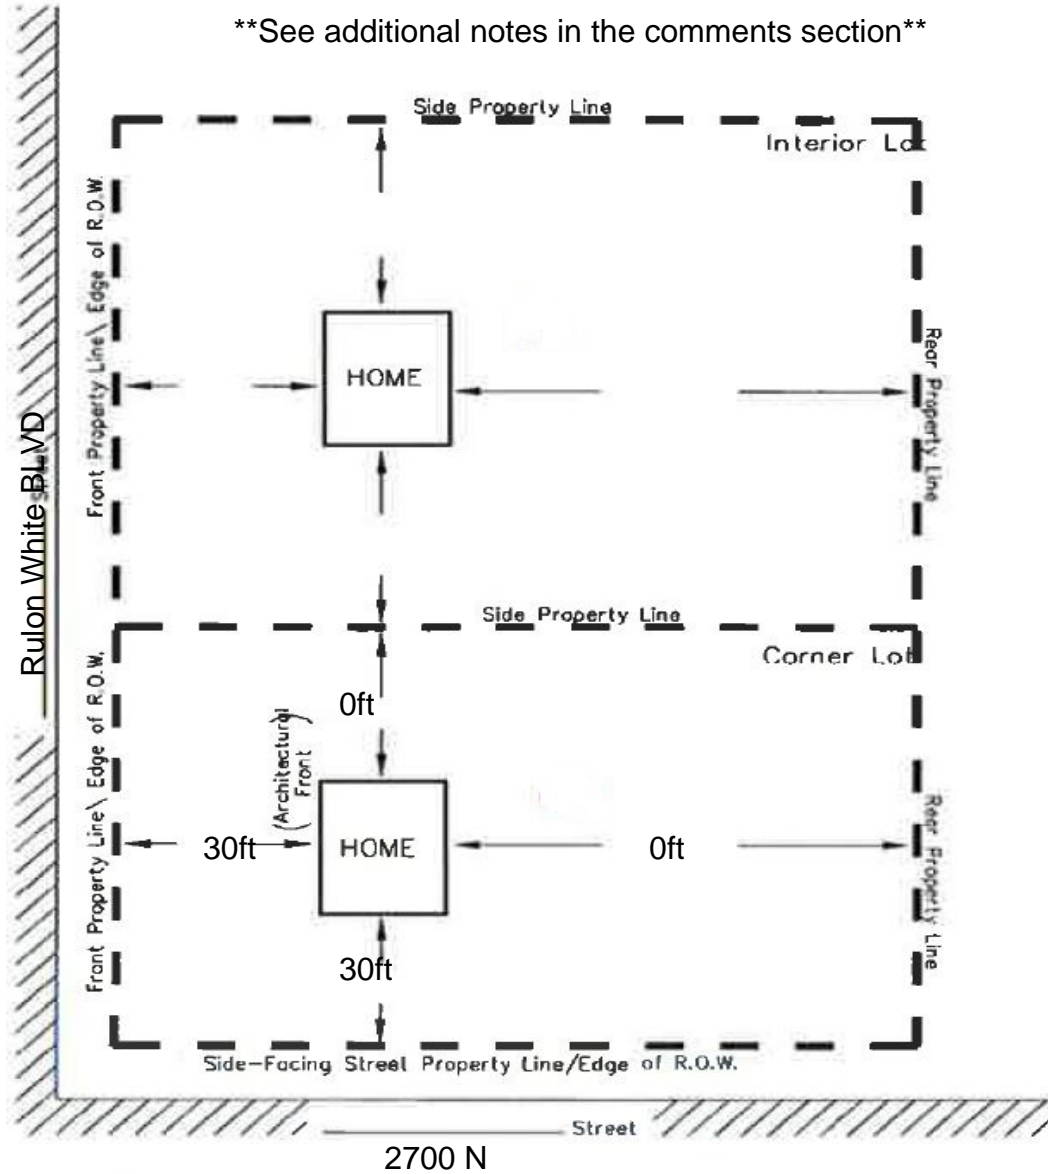 **See additional notes in the comments section**
Side Property Line
Interior Lot
Front Property Line\ Edge of R.O.W.
HOME
Rear Property Line
Rulon White BLVD
Side Property Line
Corner Lot
Front Property Line\ Edge of R.O.W.
0ft
(Architectural
Front )
30ft
HOME
0ft
Rear Property Line
30ft
Side-Facing Street Property Line/Edge of R.O.W.
Street
2700 N